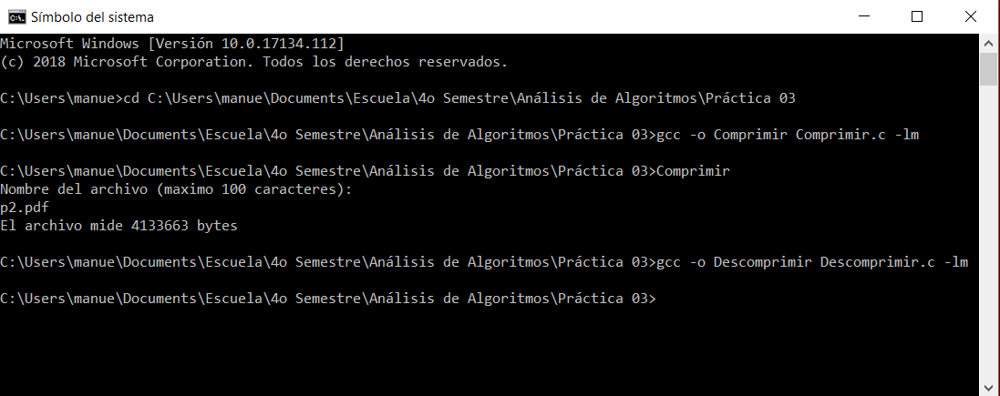 Símbolo del sistema
Microsoft Windows [Versión 10.0.17134.112]
(c) 2018 Microsoft Corporation. Todos los derechos reservados.
C:\Users\manue>cd C:\Users\manue\Documents\Escuela\4o Semestre\Análisis de Algoritmos\Práctica 03
C:\Users\manue\Documents\Escuela\4o Semestre\Análisis de Algoritmos\Práctica 03>gcc -o Comprimir Comprimir.c -lm
C:\Users\manue\Documents\Escuela\4o Semestre\Análisis de Algoritmos\Práctica 03>Comprimir
Nombre del archivo (maximo 100 caracteres):
p2.pdf
El archivo mide 4133663 bytes
C:\Users\manue\Documents\Escuela\4o Semestre\Análisis de Algoritmos\Práctica 03>gcc -o Descomprimir Descomprimir.c -lm
C:\Users\manue\Documents\Escuela\4o Semestre\Análisis de Algoritmos\Práctica 03>